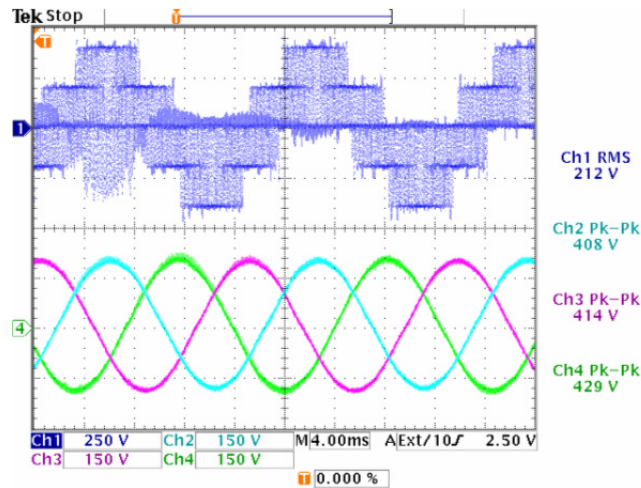 Tek Stop
T
T
1
Ch1 RMS
212 V
Ch2 Pk-Pk
408 V
Ch3 Pk-Pk
414 V
4
Ch4 Pk-Pk
429 V
Ch1 250 V Ch2 150 V M 4.00ms A Ext/10 2.50 V
Ch3 150 V Ch4 150 V
T 0.000 %